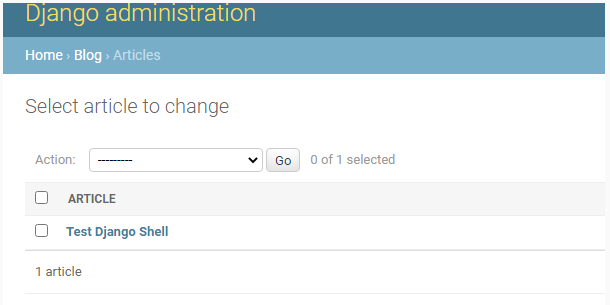 Django administration
Home › Blog › Articles
Select article to change
Action: --------- Go 0 of 1 selected
ARTICLE
Test Django Shell
1 article